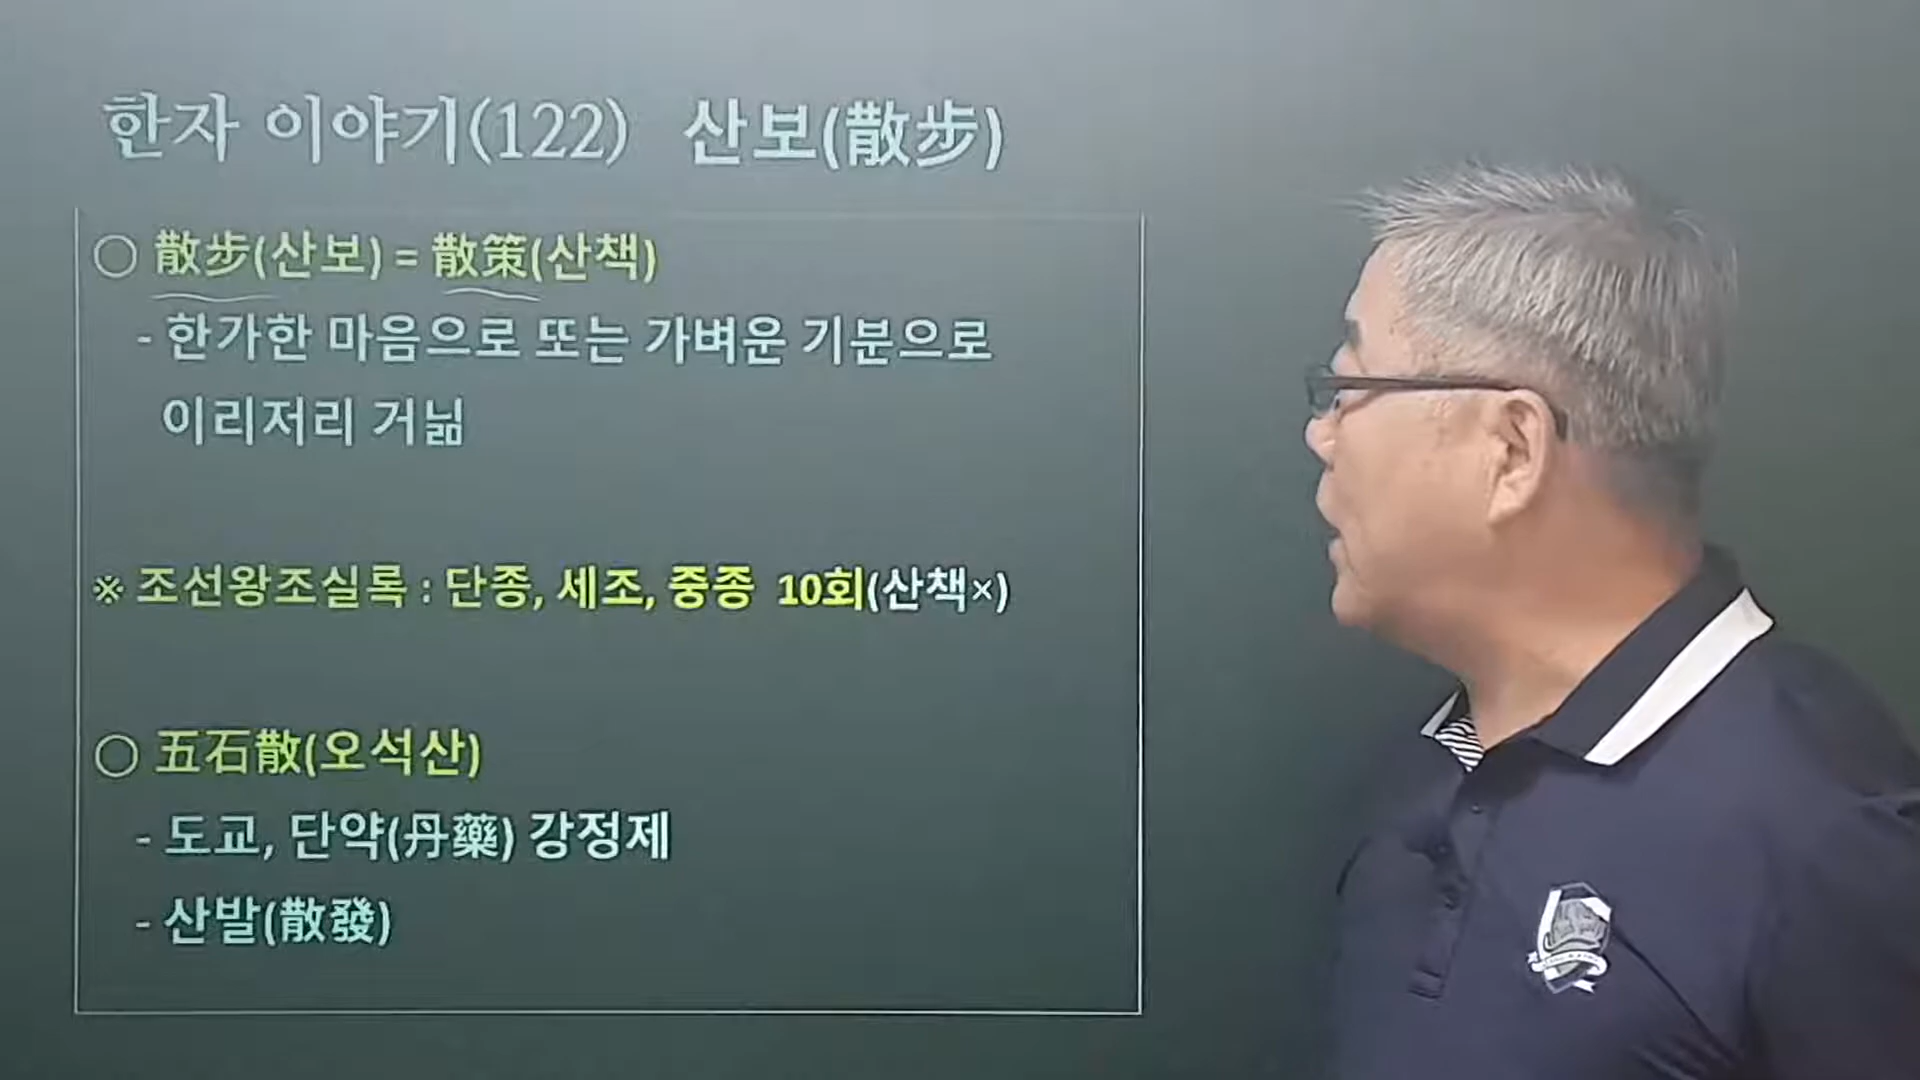 한자 이야기(122) 산보(散步)
○ 散步(산보) = 散策(산책)
- 한가한 마음으로 또는 가벼운 기분으로
이리저리 거닒
※ 조선왕조실록 : 단종, 세조, 중종 10회(산책×)
○ 五石散(오석산)
- 도교, 단약(丹藥) 강정제
- 산발(散發)